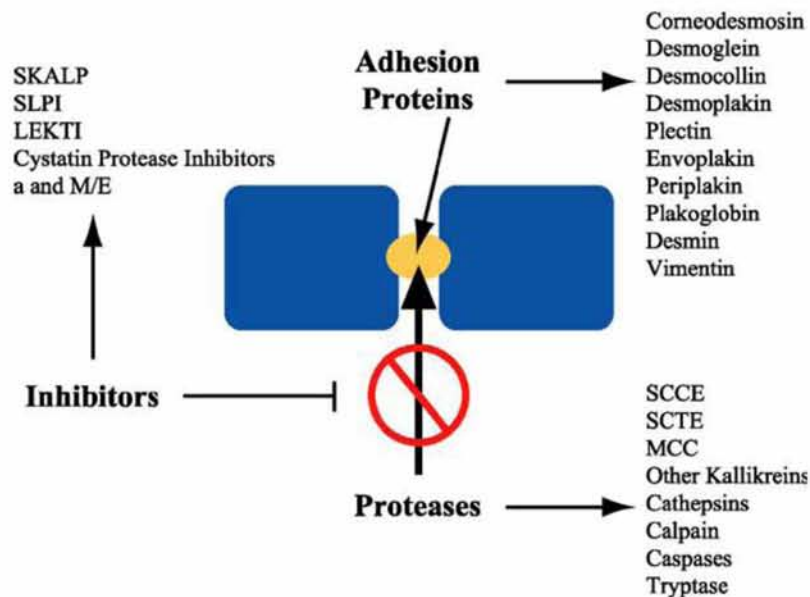 SKALP
SLPI
LEKTI
Cystatin Protease Inhibitors
a and M/E
Adhesion
Proteins
Corneodesmosin
Desmoglein
Desmocollin
Desmoplakin
Plectin
Envoplakin
Periplakin
Plakoglobin
Desmin
Vimentin
Inhibitors
Proteases
SCCE
SCTE
MCC
Other Kallikreins
Cathepsins
Calpain
Caspases
Tryptase